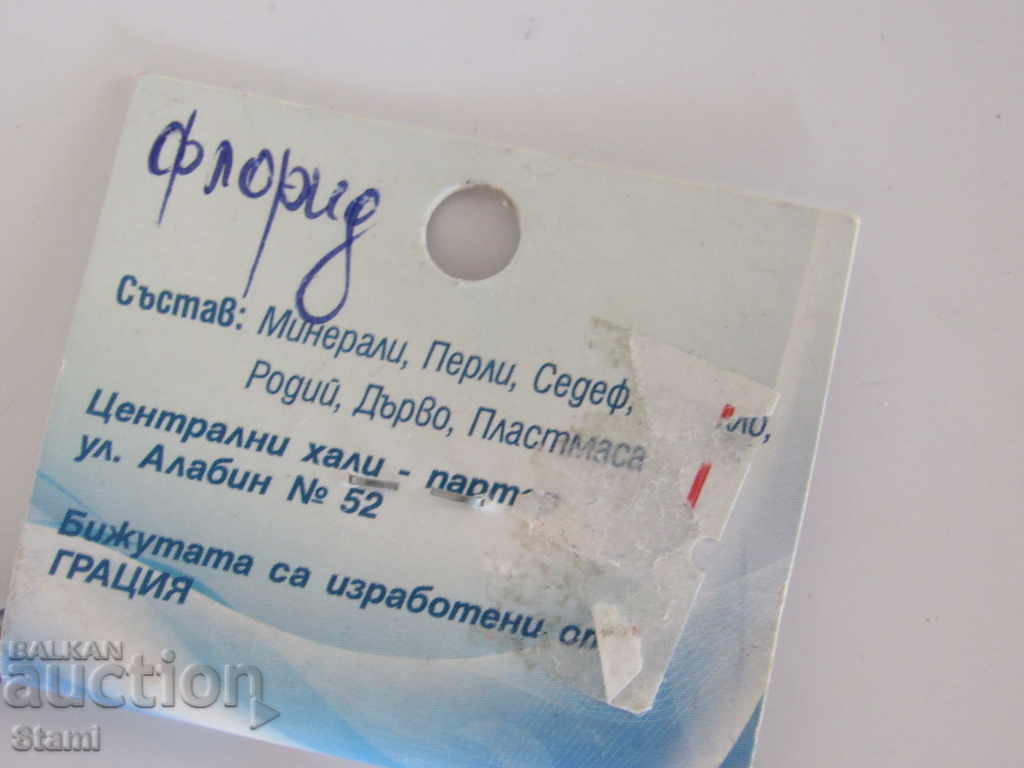 флорид
Състав: Минерали, Перли, Седеф,
Родий, Дърво, Пластмаса
Централни хали -
ул. Алабин № 52
Бижутата са изработени от
ГРАЦИЯ
BALKAN
auction
Stami